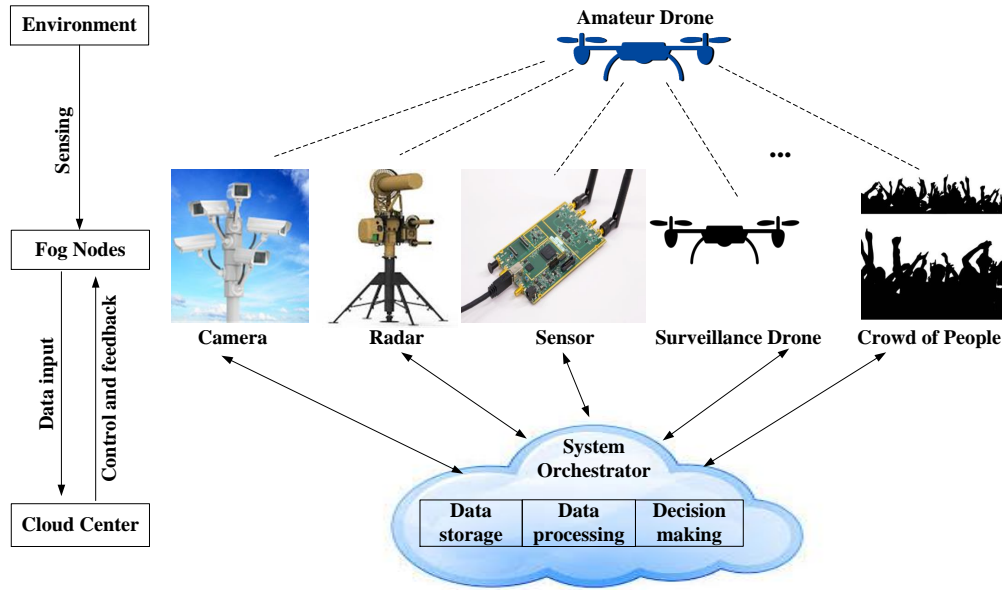 Environment
Amateur Drone
Sensing
...
Fog Nodes
Camera
Radar
Sensor
Surveillance Drone
Crowd of People
Data input
Control and feedback
System
Orchestrator
Cloud Center
Data
storage
Data
processing
Decision
making